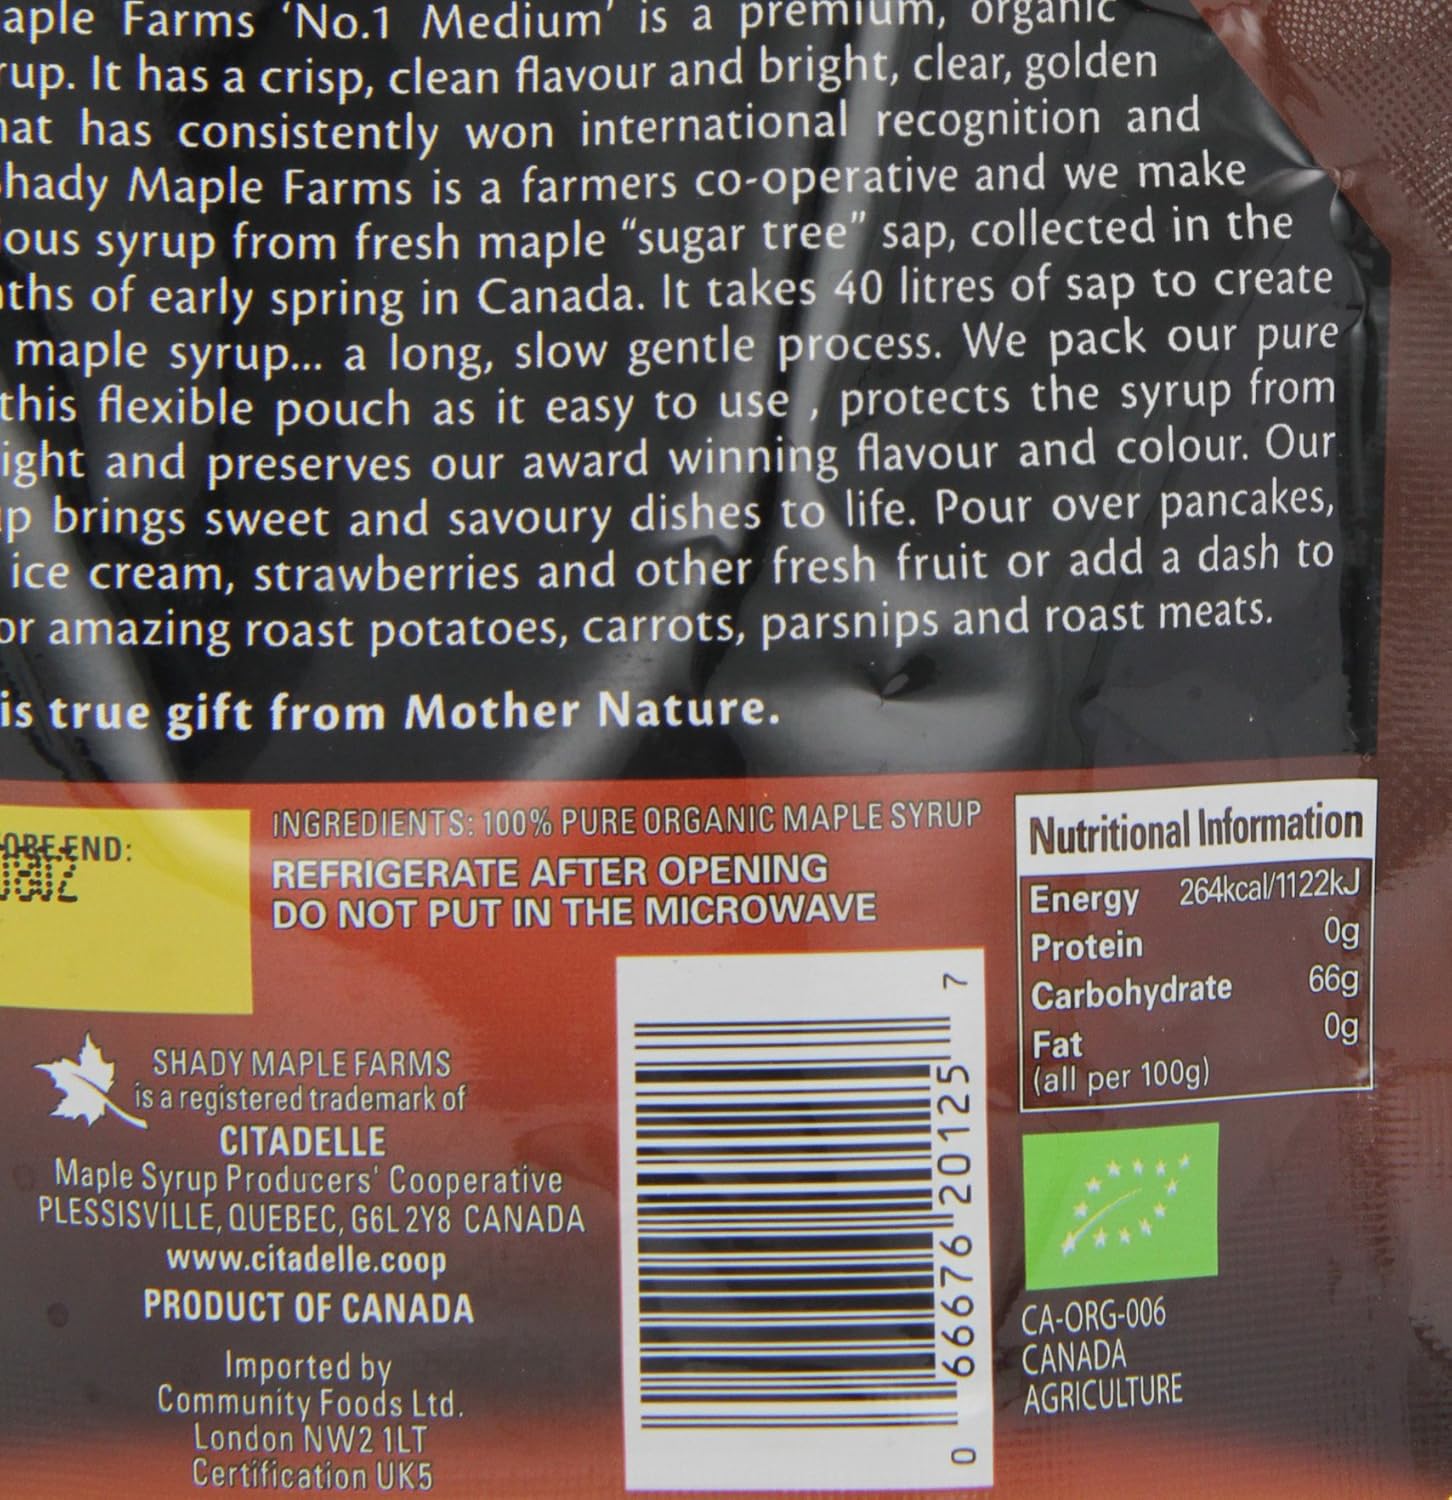 aple Farms ‘No.1 Medium’ is a premium, organic
rup. It has a crisp, clean flavour and bright, clear, golden
hat has consistently won international recognition and
hady Maple Farms is a farmers co-operative and we make
ious syrup from fresh maple “sugar tree” sap, collected in the
ths of early spring in Canada. It takes 40 litres of sap to create
maple syrup... a long, slow gentle process. We pack our pure
this flexible pouch as it easy to use , protects the syrup from
ight and preserves our award winning flavour and colour. Our
p brings sweet and savoury dishes to life. Pour over pancakes,
ice cream, strawberries and other fresh fruit or add a dash to
or amazing roast potatoes, carrots, parsnips and roast meats.
is true gift from Mother Nature.
ORE END:
INGREDIENTS: 100% PURE ORGANIC MAPLE SYRUP
REFRIGERATE AFTER OPENING
DO NOT PUT IN THE MICROWAVE
Nutritional Information
Energy 264kcal/1122kJ
Protein 0g
Carbohydrate 66g
Fat 0g
(all per 100g)
SHADY MAPLE FARMS
is a registered trademark of
CITADELLE
Maple Syrup Producers' Cooperative
PLESSISVILLE, QUEBEC, G6L 2Y8 CANADA
www.citadelle.coop
PRODUCT OF CANADA
Imported by
Community Foods Ltd.
London NW2 1LT
Certification UK5
0 66676 20125 7
CA-ORG-006
CANADA
AGRICULTURE